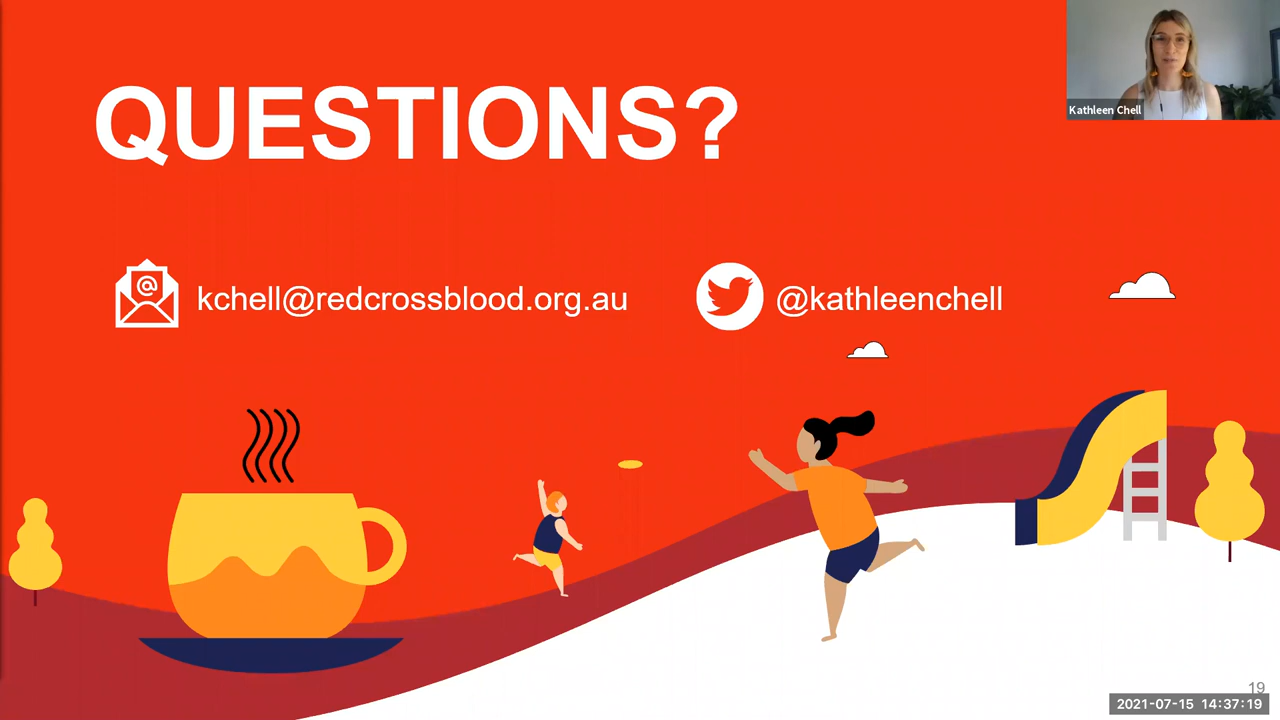 QUESTIONS?
Kathleen Chell
@
kchell@redcrossblood.org.au
@kathleenchell
19
2021-07-15 14:37:19